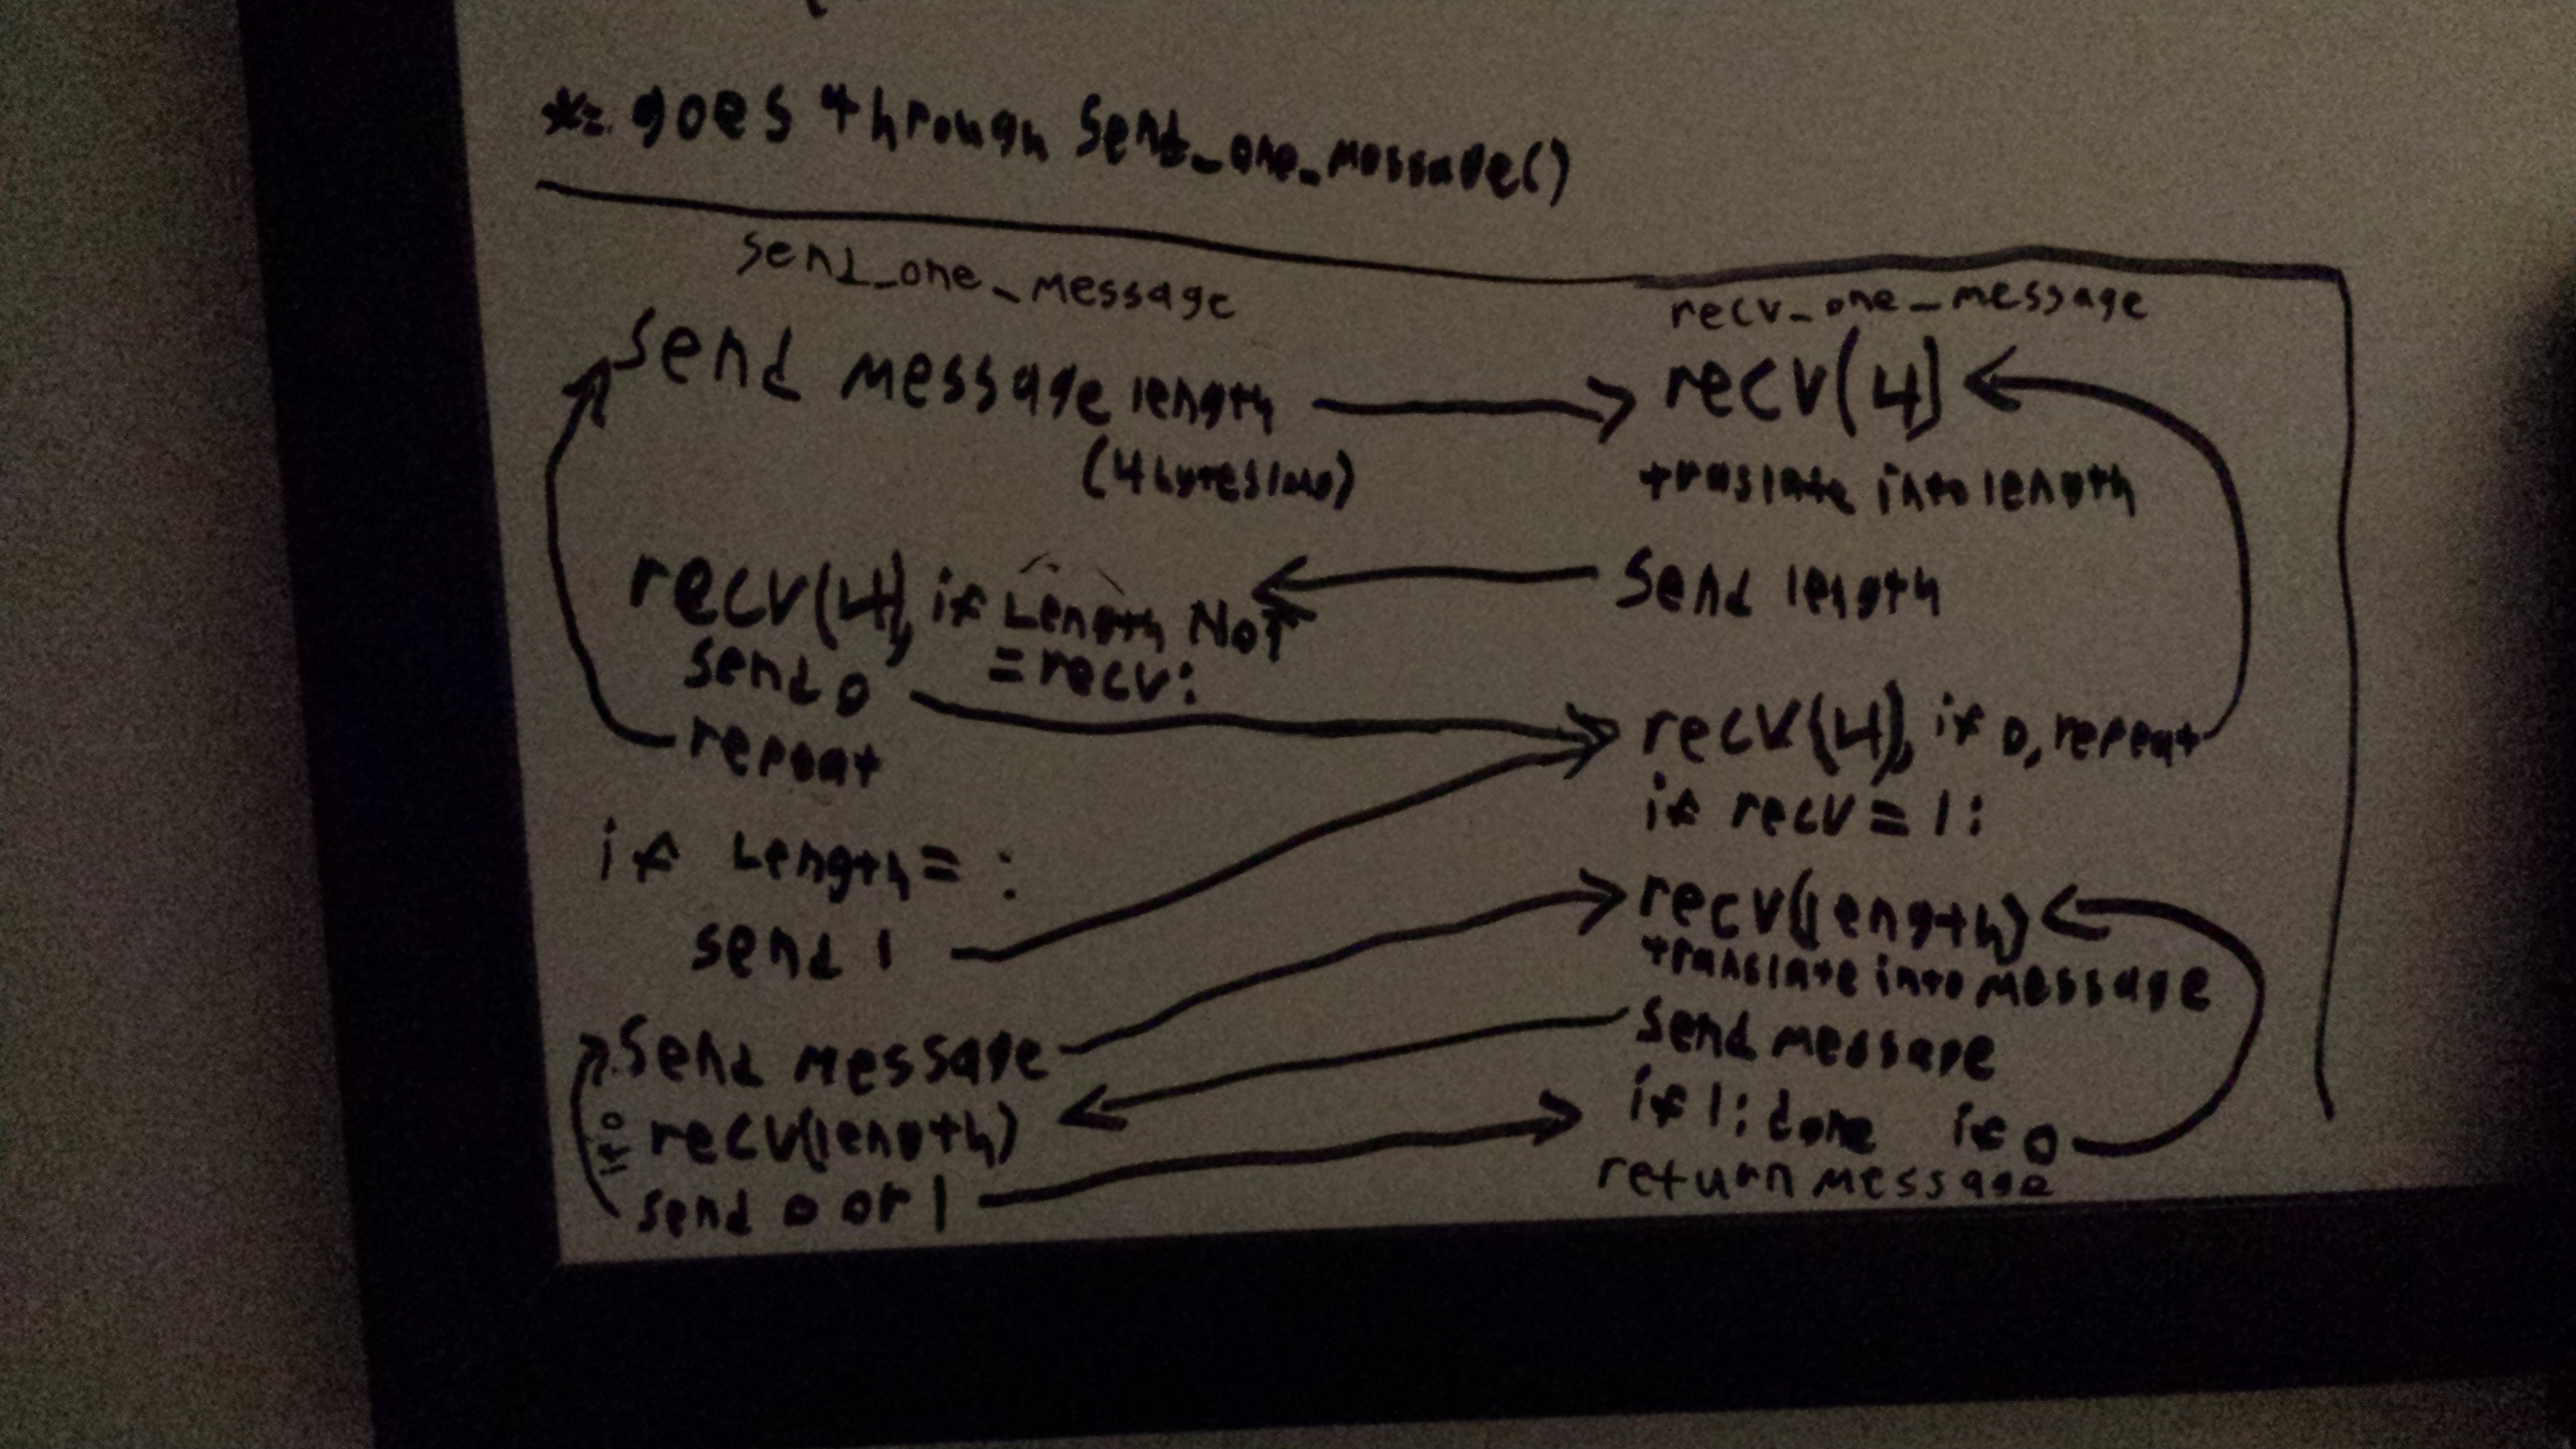 *= goes through Send_one_message()
send_one_message
Send message length
(4 bytes long)
recv(4), if Length NOT
= recv:
send 0
repeat
if Length = :
send 1
Send message
recv(length)
if 0
send 0 or 1
recv_one_message
recv(4)
traslate into length
Send length
recv(4), if 0, repeat
if recv = 1:
recv(length)
translate into message
Send message
if 1: done if 0
return message